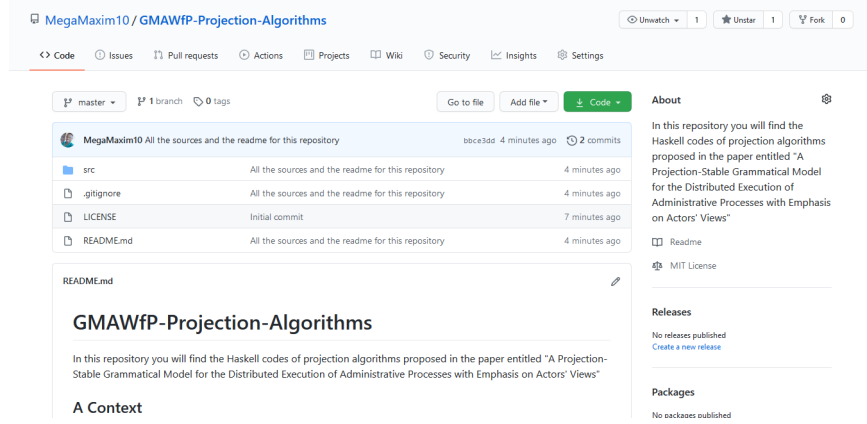 MegaMaxim10 / GMAWfP-Projection-Algorithms
Unwatch 1 Unstar 1 Fork 0
<> Code Issues Pull requests Actions Projects Wiki Security Insights Settings
master 1 branch 0 tags Go to file Add file Code
MegaMaxim10 All the sources and the readme for this repository bbce3dd 4 minutes ago 2 commits
src All the sources and the readme for this repository 4 minutes ago
.gitignore All the sources and the readme for this repository 4 minutes ago
LICENSE Initial commit 7 minutes ago
README.md All the sources and the readme for this repository 4 minutes ago
README.md
GMAWfP-Projection-Algorithms
In this repository you will find the Haskell codes of projection algorithms proposed in the paper entitled "A Projection-
Stable Grammatical Model for the Distributed Execution of Administrative Processes with Emphasis on Actors' Views"
A Context
About
In this repository you will find the
Haskell codes of projection algorithms
proposed in the paper entitled "A
Projection-Stable Grammatical Model
for the Distributed Execution of
Administrative Processes with Emphasis
on Actors' Views"
Readme
MIT License
Releases
No releases published
Create a new release
Packages
No packages published